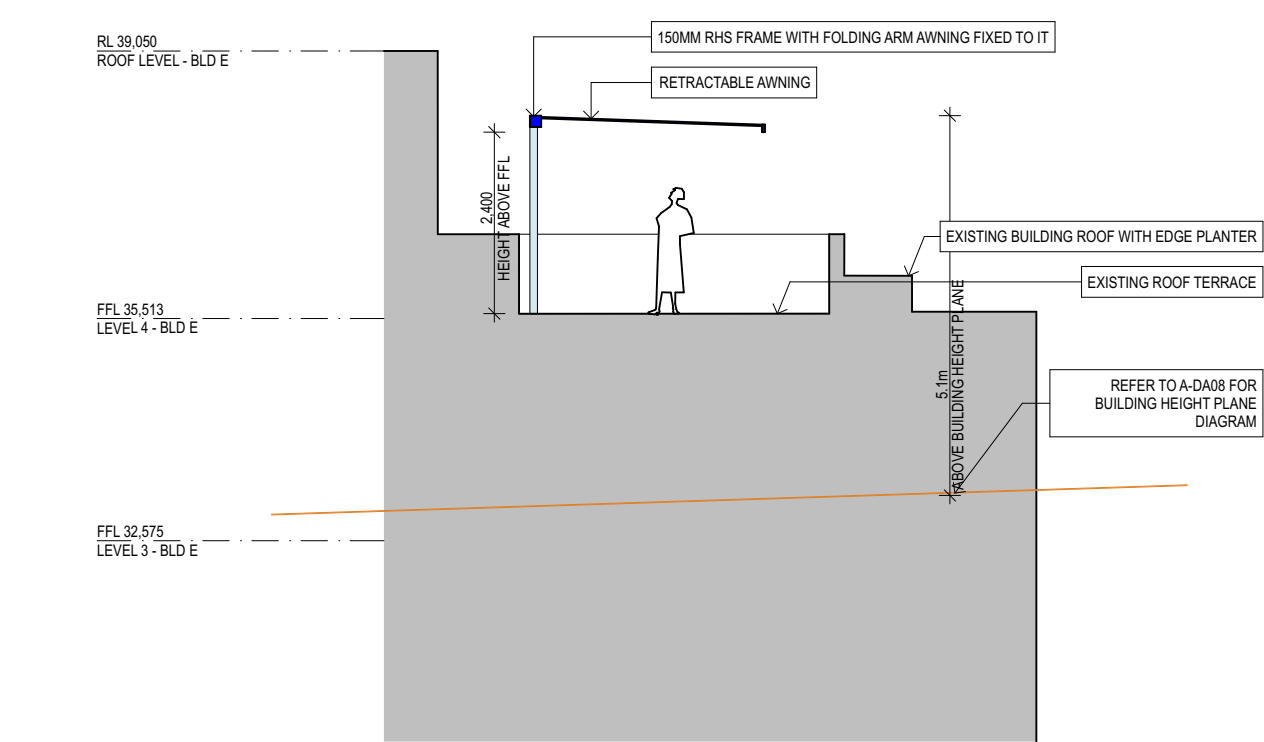 RL 39,050
ROOF LEVEL - BLD E
150MM RHS FRAME WITH FOLDING ARM AWNING FIXED TO IT
RETRACTABLE AWNING
2,400
HEIGHT ABOVE FFL
EXISTING BUILDING ROOF WITH EDGE PLANTER
EXISTING ROOF TERRACE
FFL 35,513
LEVEL 4 - BLD E
5.1m
ABOVE BUILDING HEIGHT PLANE
REFER TO A-DA08 FOR
BUILDING HEIGHT PLANE
DIAGRAM
FFL 32,575
LEVEL 3 - BLD E